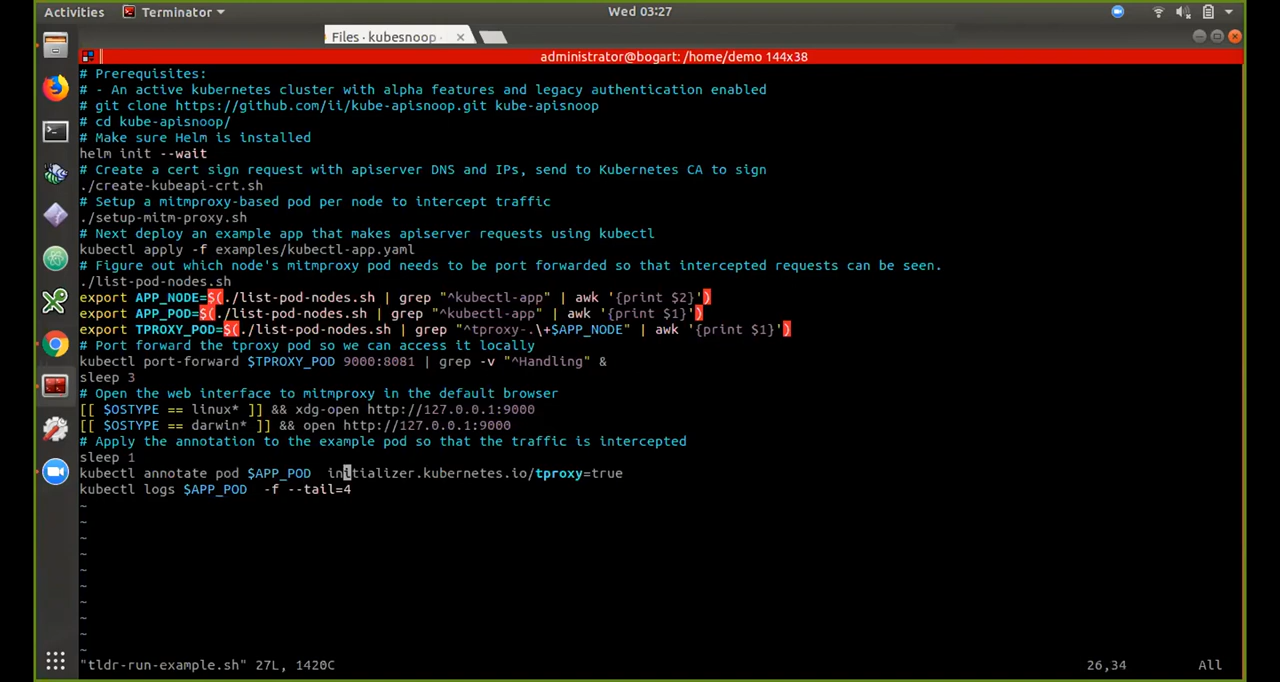 Activities Terminator Wed 03:27
Files - kubesnoop -
administrator@bogart: /home/demo 144x38
# Prerequisites:
# - An active kubernetes cluster with alpha features and legacy authentication enabled
# git clone https://github.com/ii/kube-apisnoop.git kube-apisnoop
# cd kube-apisnoop/
# Make sure Helm is installed
helm init --wait
# Create a cert sign request with apiserver DNS and IPs, send to Kubernetes CA to sign
./create-kubeapi-crt.sh
# Setup a mitmproxy-based pod per node to intercept traffic
./setup-mitm-proxy.sh
# Next deploy an example app that makes apiserver requests using kubectl
kubectl apply -f examples/kubectl-app.yaml
# Figure out which node's mitmproxy pod needs to be port forwarded so that intercepted requests can be seen.
./list-pod-nodes.sh
export APP_NODE=$(./list-pod-nodes.sh | grep "^kubectl-app" | awk '{print $2}')
export APP_POD=$(./list-pod-nodes.sh | grep "^kubectl-app" | awk '{print $1}')
export TPROXY_POD=$(./list-pod-nodes.sh | grep "^tproxy-.\+$APP_NODE" | awk '{print $1}')
# Port forward the tproxy pod so we can access it locally
kubectl port-forward $TPROXY_POD 9000:8081 | grep -v "^Handling" &
sleep 3
# Open the web interface to mitmproxy in the default browser
[[ $OSTYPE == linux* ]] && xdg-open http://127.0.0.1:9000
[[ $OSTYPE == darwin* ]] && open http://127.0.0.1:9000
# Apply the annotation to the example pod so that the traffic is intercepted
sleep 1
kubectl annotate pod $APP_POD  initializer.kubernetes.io/tproxy=true
kubectl logs $APP_POD  -f --tail=4
~
~
~
~
~
~
~
~
~
~
"tldr-run-example.sh" 27L, 1420C 26,34 All